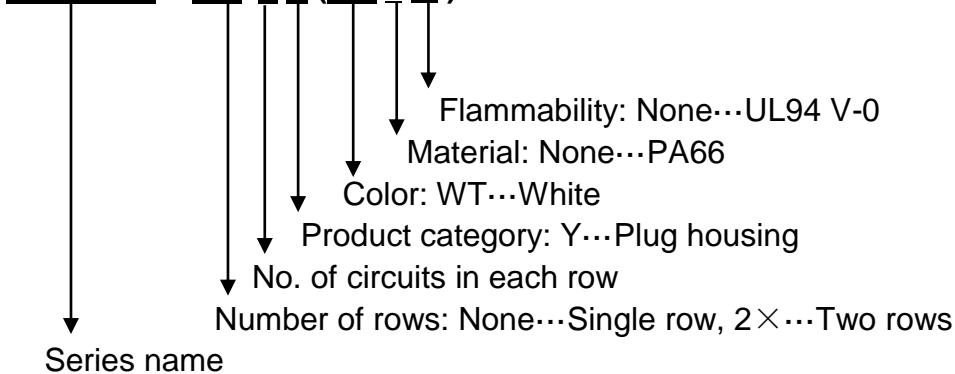 Flammability: None⋯UL94 V-0
Material: None⋯PA66
Color: WT⋯White
Product category: Y⋯Plug housing
No. of circuits in each row
Number of rows: None⋯Single row, 2×⋯Two rows
Series name